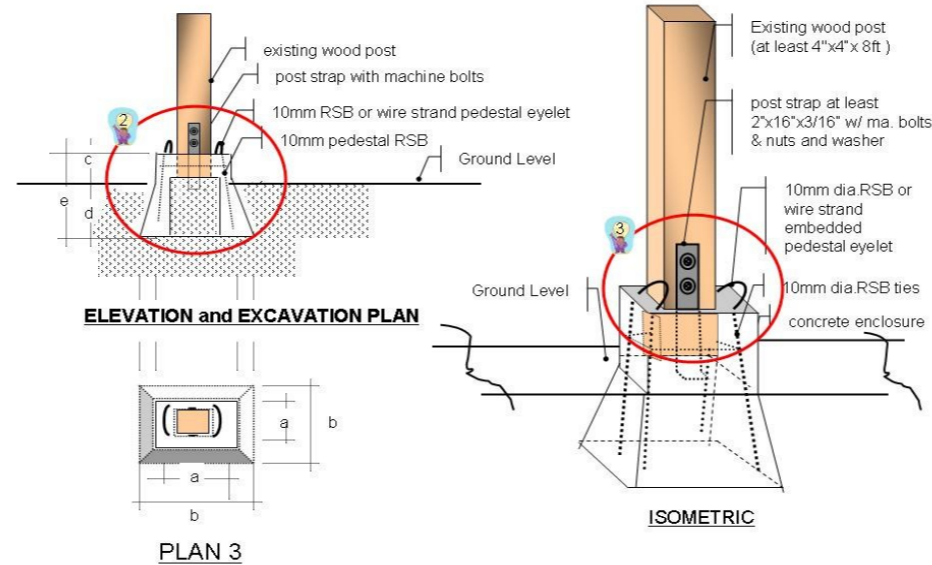 existing wood post
post strap with machine bolts
10mm RSB or wire strand pedestal eyelet
10mm pedestal RSB
Ground Level
2
c
e
d
ELEVATION and EXCAVATION PLAN
a
b
a
b
PLAN 3
Existing wood post
(at least 4"x4"x 8ft )
post strap at least
2"x16"x3/16" w/ ma. bolts
& nuts and washer
10mm dia.RSB or
wire strand
embedded
pedestal eyelet
3
Ground Level
10mm dia.RSB ties
concrete enclosure
ISOMETRIC